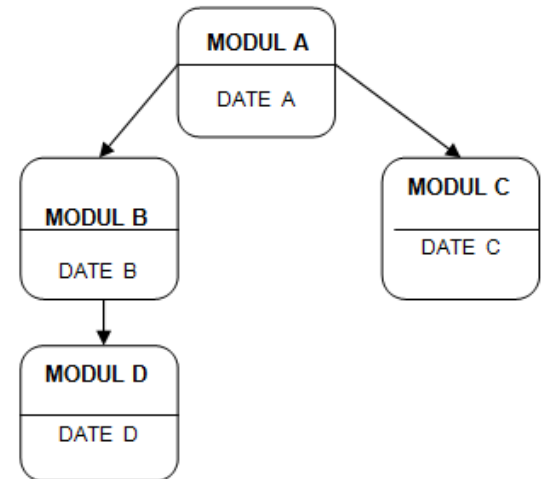 MODUL A
DATE A
MODUL B
DATE B
MODUL C
DATE C
MODUL D
DATE D